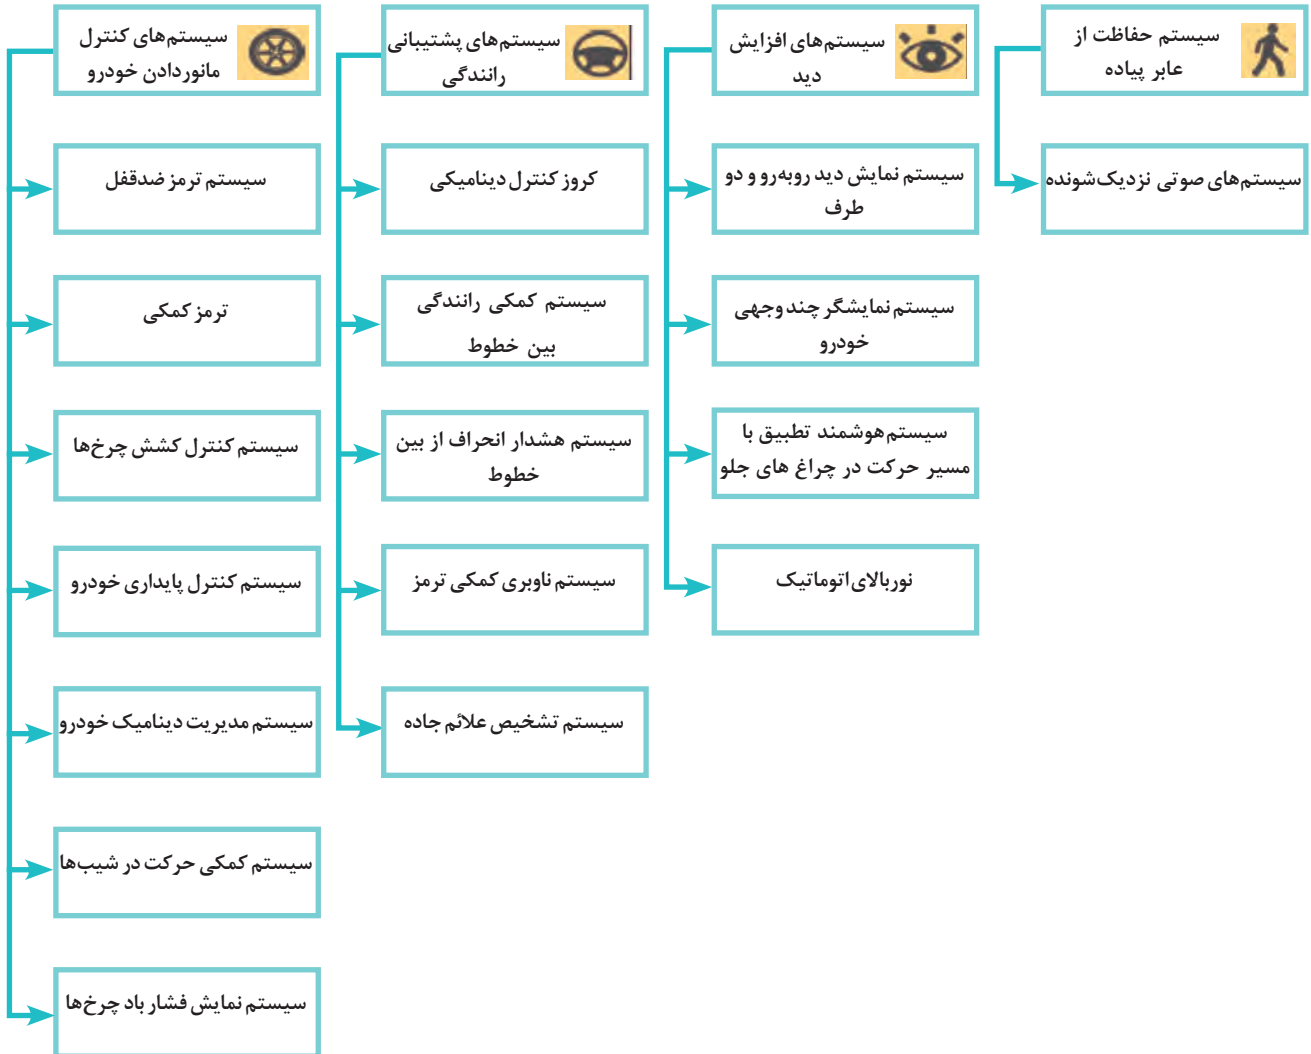 سیستم حفاظت از
عابر پیاده
سیستم‌های صوتی نزدیک‌شونده
سیستم‌های افزایش
دید
سیستم نمایش دید روبه‌رو و دو
طرف
سیستم نمایشگر چند وجهی
خودرو
سیستم هوشمند تطبیق با
مسیر حرکت در چراغ های جلو
نوربالای اتوماتیک
سیستم‌های پشتیبانی
رانندگی
کروز کنترل دینامیکی
سیستم کمکی رانندگی
بین خطوط
سیستم هشدار انحراف از بین
خطوط
سیستم ناوبری کمکی ترمز
سیستم تشخیص علائم جاده
سیستم‌های کنترل
مانوردادن خودرو
سیستم ترمز ضدقفل
ترمز کمکی
سیستم کنترل کشش چرخ‌ها
سیستم کنترل پایداری خودرو
سیستم مدیریت دینامیک خودرو
سیستم کمکی حرکت در شیب‌ها
سیستم نمایش فشار باد چرخ‌ها